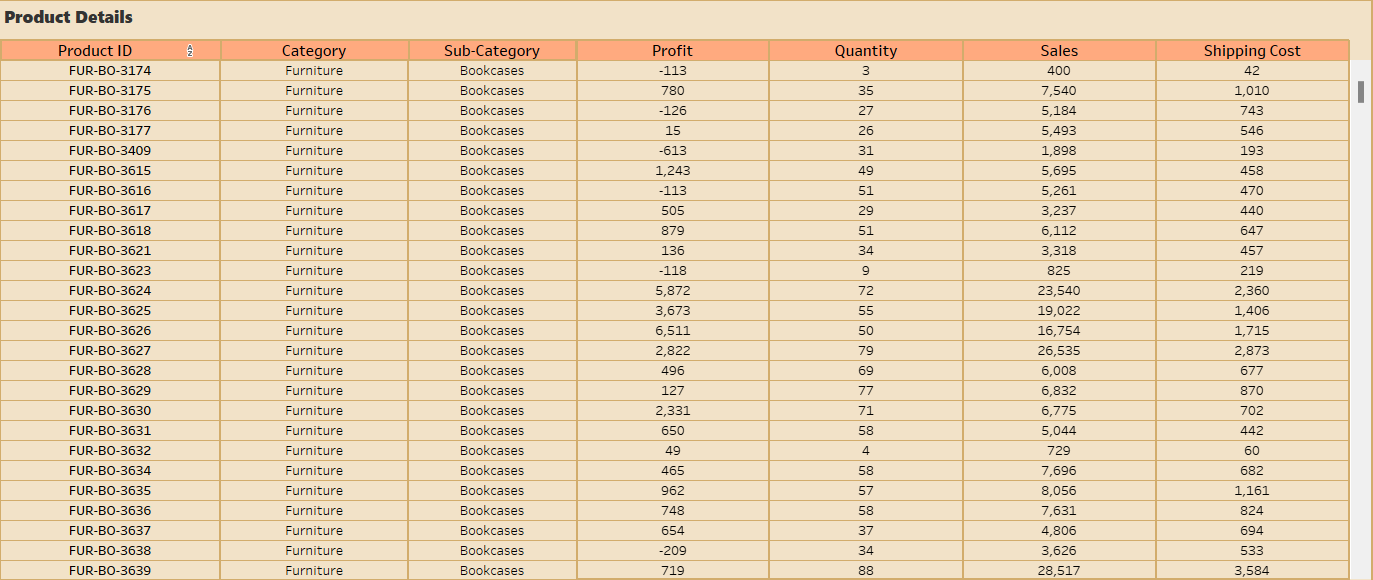 Product Details
Product ID Category Sub-Category Profit Quantity Sales Shipping Cost
FUR-BO-3174 Furniture Bookcases -113 3 400 42
FUR-BO-3175 Furniture Bookcases 780 35 7,540 1,010
FUR-BO-3176 Furniture Bookcases -126 27 5,184 743
FUR-BO-3177 Furniture Bookcases 15 26 5,493 546
FUR-BO-3409 Furniture Bookcases -613 31 1,898 193
FUR-BO-3615 Furniture Bookcases 1,243 49 5,695 458
FUR-BO-3616 Furniture Bookcases -113 51 5,261 470
FUR-BO-3617 Furniture Bookcases 505 29 3,237 440
FUR-BO-3618 Furniture Bookcases 879 51 6,112 647
FUR-BO-3621 Furniture Bookcases 136 34 3,318 457
FUR-BO-3623 Furniture Bookcases -118 9 825 219
FUR-BO-3624 Furniture Bookcases 5,872 72 23,540 2,360
FUR-BO-3625 Furniture Bookcases 3,673 55 19,022 1,406
FUR-BO-3626 Furniture Bookcases 6,511 50 16,754 1,715
FUR-BO-3627 Furniture Bookcases 2,822 79 26,535 2,873
FUR-BO-3628 Furniture Bookcases 496 69 6,008 677
FUR-BO-3629 Furniture Bookcases 127 77 6,832 870
FUR-BO-3630 Furniture Bookcases 2,331 71 6,775 702
FUR-BO-3631 Furniture Bookcases 650 58 5,044 442
FUR-BO-3632 Furniture Bookcases 49 4 729 60
FUR-BO-3634 Furniture Bookcases 465 58 7,696 682
FUR-BO-3635 Furniture Bookcases 962 57 8,056 1,161
FUR-BO-3636 Furniture Bookcases 748 58 7,631 824
FUR-BO-3637 Furniture Bookcases 654 37 4,806 694
FUR-BO-3638 Furniture Bookcases -209 34 3,626 533
FUR-BO-3639 Furniture Bookcases 719 88 28,517 3,584